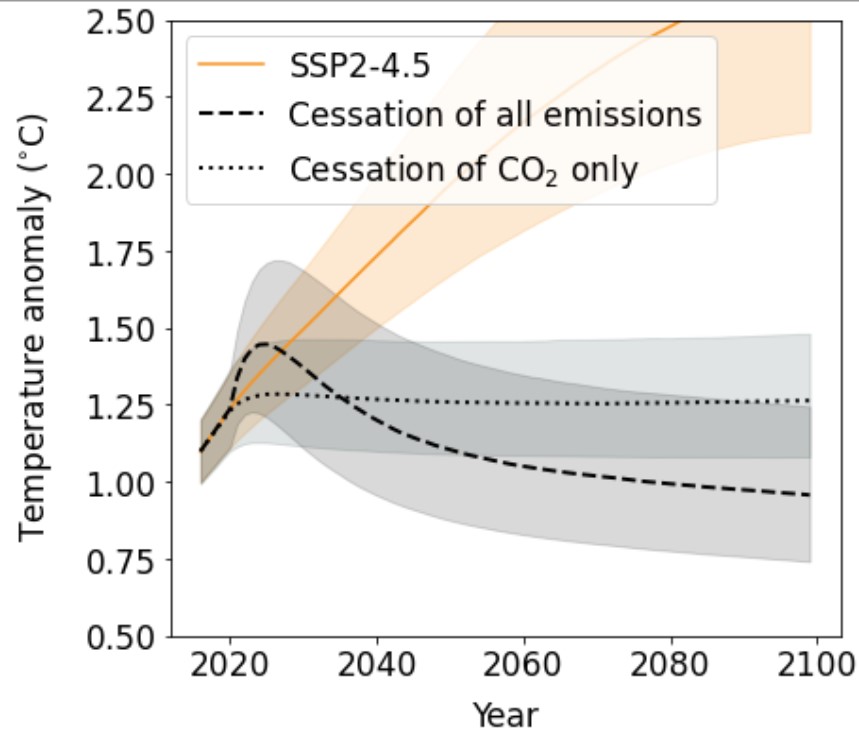 2.50
2.25
2.00
1.75
1.50
1.25
1.00
0.75
0.50
Temperature anomaly (°C)
SSP2-4.5
Cessation of all emissions
Cessation of CO₂ only
2020 2040 2060 2080 2100
Year